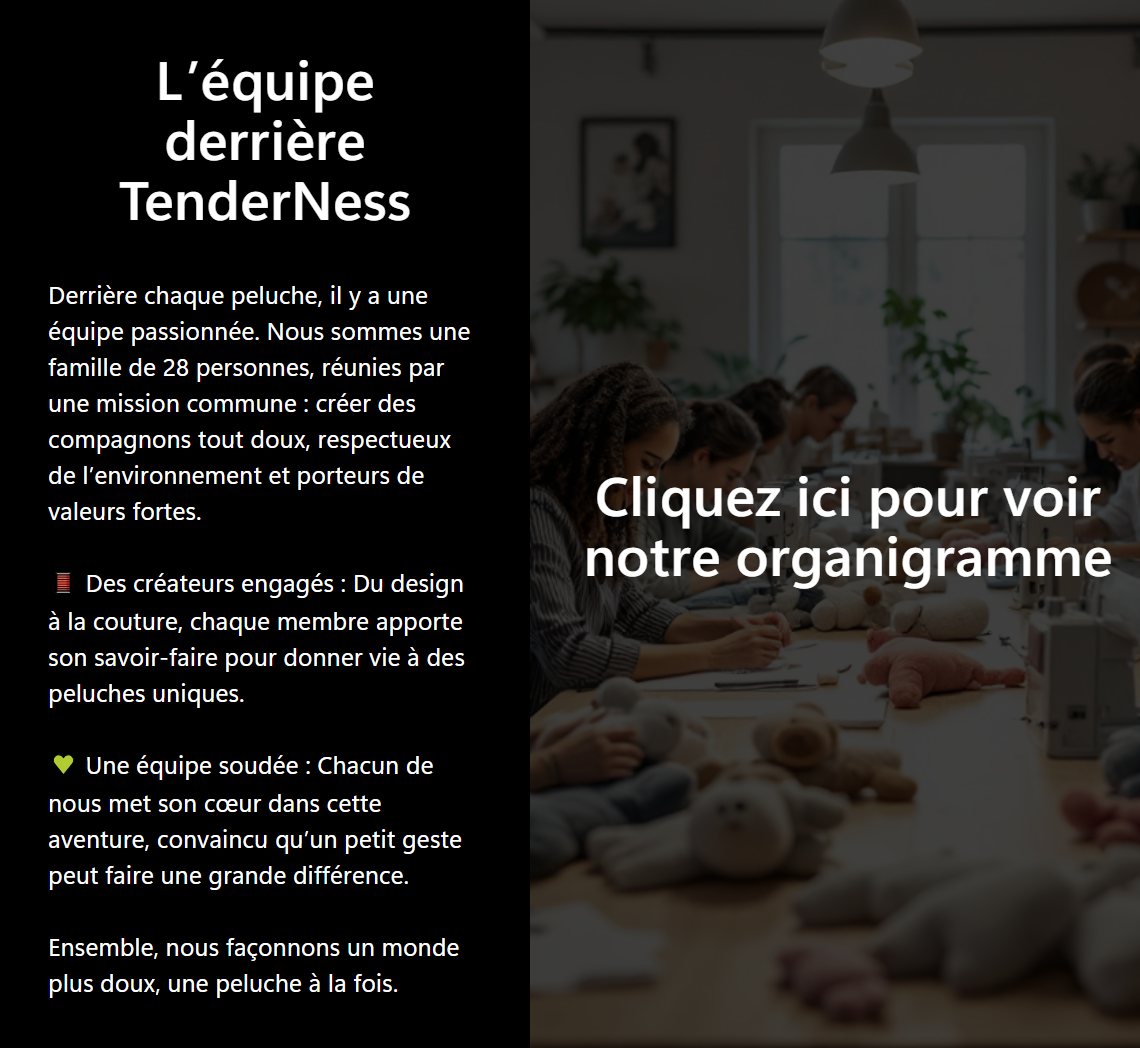 L’équipe
derrière
TenderNess
Derrière chaque peluche, il y a une
équipe passionnée. Nous sommes une
famille de 28 personnes, réunies par
une mission commune : créer des
compagnons tout doux, respectueux
de l’environnement et porteurs de
valeurs fortes.
🧵 Des créateurs engagés : Du design
à la couture, chaque membre apporte
son savoir-faire pour donner vie à des
peluches uniques.
💚 Une équipe soudée : Chacun de
nous met son cœur dans cette
aventure, convaincu qu’un petit geste
peut faire une grande différence.
Ensemble, nous façonnons un monde
plus doux, une peluche à la fois.
Cliquez ici pour voir
notre organigramme